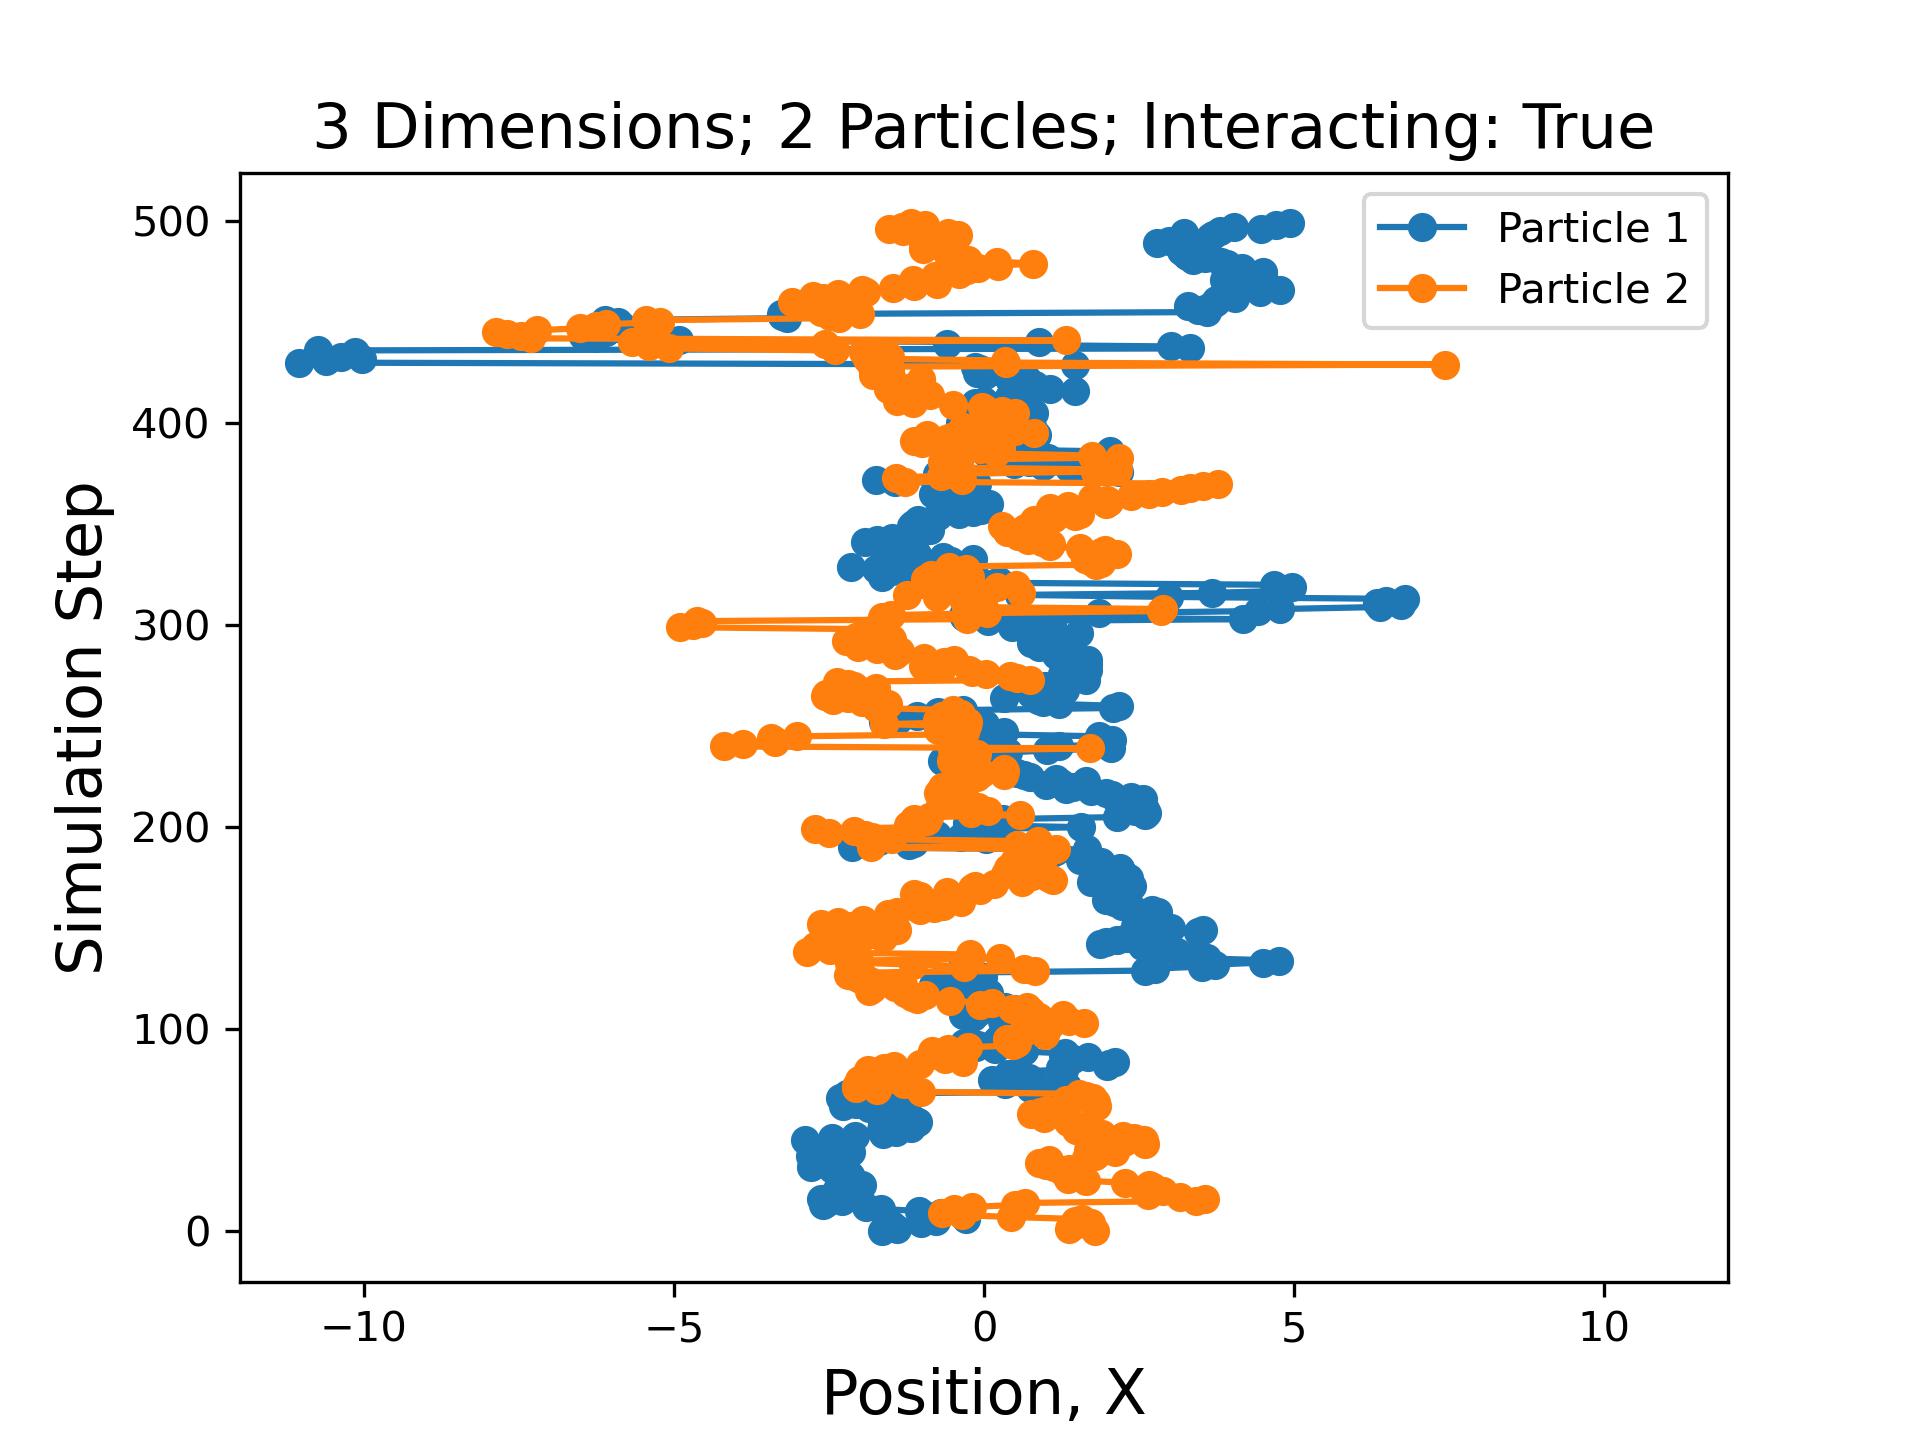 3 Dimensions; 2 Particles; Interacting: True
Particle 1
Particle 2
Simulation Step
500
400
300
200
100
0
−10
−5
0
5
10
Position, X